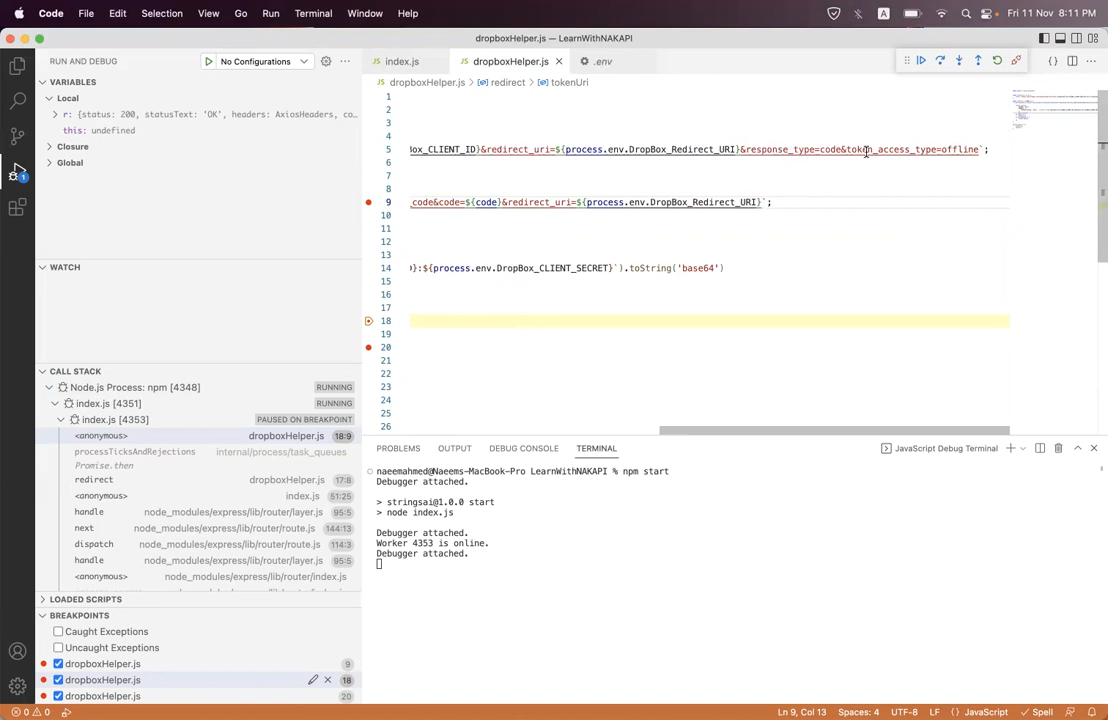 Code File Edit Selection View Go Run Terminal Window Help A Fri 11 Nov 8:11 PM
dropboxHelper.js — LearnWithNAKAPI
RUN AND DEBUG No Configurations ···
JS index.js JS dropboxHelper.js .env
VARIABLES
JS dropboxHelper.js > redirect > tokenUri
Local
r: {status: 200, statusText: 'OK', headers: AxiosHeaders, co…
this: undefined
Closure
Global
1
2
3
4
5 Box_CLIENT_ID}&redirect_uri=${process.env.DropBox_Redirect_URI}&response_type=code&token_access_type=offline`;
6
7
8
9 _code&code=${code}&redirect_uri=${process.env.DropBox_Redirect_URI}`;
10
11
12
13
14 )}:${process.env.DropBox_CLIENT_SECRET}`).toString('base64')
15
16
17
18
19
20
21
22
23
24
25
26
WATCH
CALL STACK
Node.js Process: npm [4348] RUNNING
index.js [4351] RUNNING
index.js [4353] PAUSED ON BREAKPOINT
<anonymous> dropboxHelper.js 18:9
processTicksAndRejections internal/process/task_queues
Promise.then
redirect dropboxHelper.js 17:8
<anonymous> index.js 51:25
handle node_modules/express/lib/router/layer.js 95:5
next node_modules/express/lib/router/route.js 144:13
dispatch node_modules/express/lib/router/route.js 114:3
handle node_modules/express/lib/router/layer.js 95:5
<anonymous> node_modules/express/lib/router/index.js
LOADED SCRIPTS
BREAKPOINTS
Caught Exceptions
Uncaught Exceptions
dropboxHelper.js 9
dropboxHelper.js 18
dropboxHelper.js 20
PROBLEMS OUTPUT DEBUG CONSOLE TERMINAL JavaScript Debug Terminal
naeemahmed@Naeems-MacBook-Pro LearnWithNAKAPI % npm start
Debugger attached.
> stringsai@1.0.0 start
> node index.js
Debugger attached.
Worker 4353 is online.
Debugger attached.
1
0 0 Ln 9, Col 13 Spaces: 4 UTF-8 LF {} JavaScript Spell